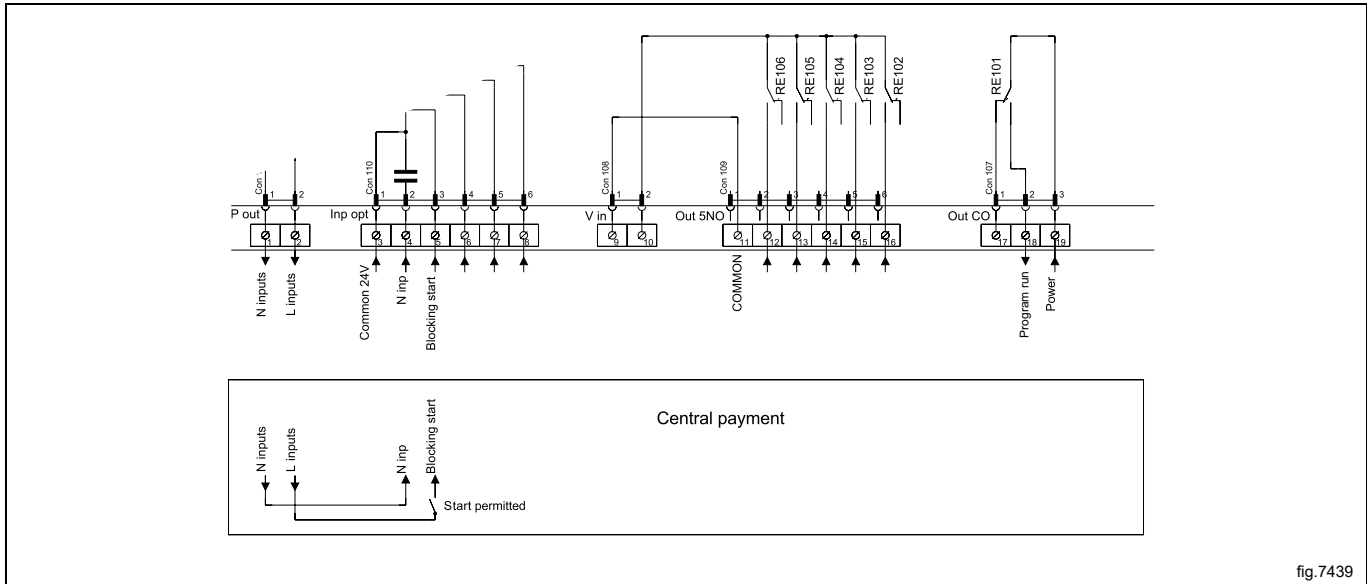 RE106
RE105
RE104
RE103
RE102
RE101
Con
1
2
Con 110
1
2
3
4
5
6
Con 108
1
2
Con 109
1
2
3
4
5
6
Con 107
1
2
3
P out
Inp opt
V in
Out 5NO
Out CO
1
2
3
4
5
6
7
8
9
10
11
12
13
14
15
16
17
18
19
N inputs
L inputs
Common 24V
N inp
Blocking start
COMMON
Program run
Power
Central payment
N inputs
L inputs
N inp
Blocking start
Start permitted
fig.7439